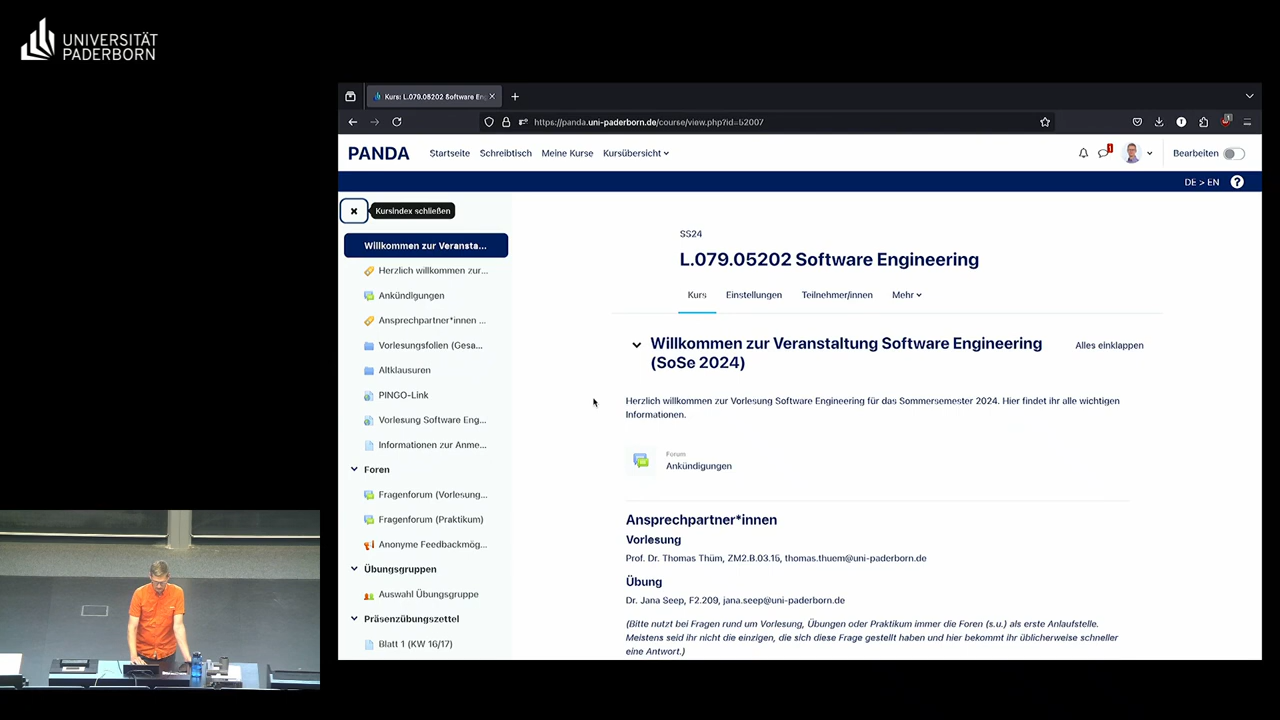 UNIVERSITÄT
PADERBORN
Kurs: L.079.05202 Software Eng
https://panda.uni-paderborn.de/course/view.php?id=52007
PANDA
Startseite
Schreibtisch
Meine Kurse
Kursübersicht
1
Bearbeiten
DE > EN
?
Kursindex schließen
Willkommen zur Veransta...
Herzlich willkommen zur...
Ankündigungen
Ansprechpartner*innen ...
Vorlesungsfolien (Gesa...
Altklausuren
PINGO-Link
Vorlesung Software Eng...
Informationen zur Anme...
Foren
Fragenforum (Vorlesung...
Fragenforum (Praktikum)
Anonyme Feedbackmög...
Übungsgruppen
Auswahl Übungsgruppe
Präsenzübungszettel
Blatt 1 (KW 16/17)
SS24
L.079.05202 Software Engineering
Kurs
Einstellungen
Teilnehmer/innen
Mehr
Willkommen zur Veranstaltung Software Engineering
(SoSe 2024)
Alles einklappen
Herzlich willkommen zur Vorlesung Software Engineering für das Sommersemester 2024. Hier findet ihr alle wichtigen
Informationen.
Forum
Ankündigungen
Ansprechpartner*innen
Vorlesung
Prof. Dr. Thomas Thüm, ZM2.B.03.15, thomas.thuem@uni-paderborn.de
Übung
Dr. Jana Seep, F2.209, jana.seep@uni-paderborn.de
(Bitte nutzt bei Fragen rund um Vorlesung, Übungen oder Praktikum immer die Foren (s.u.) als erste Anlaufstelle.
Meistens seid ihr nicht die einzigen, die sich diese Frage gestellt haben und hier bekommt ihr üblicherweise schneller
eine Antwort.)